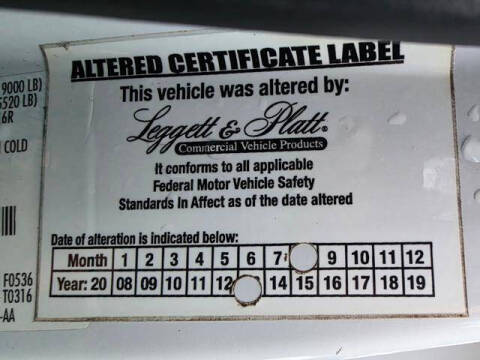 ALTERED CERTIFICATE LABEL
9000 LB)
5520 LB)
6R
COLD
This vehicle was altered by:
Leggett & Platt®
Commercial Vehicle Products
It conforms to all applicable
Federal Motor Vehicle Safety
Standards In Affect as of the date altered
Date of alteration is indicated below:
Month 1 2 3 4 5 6 7 9 10 11 12
Year: 20 08 09 10 11 12 14 15 16 17 18 19
F0536
T0316
-AA